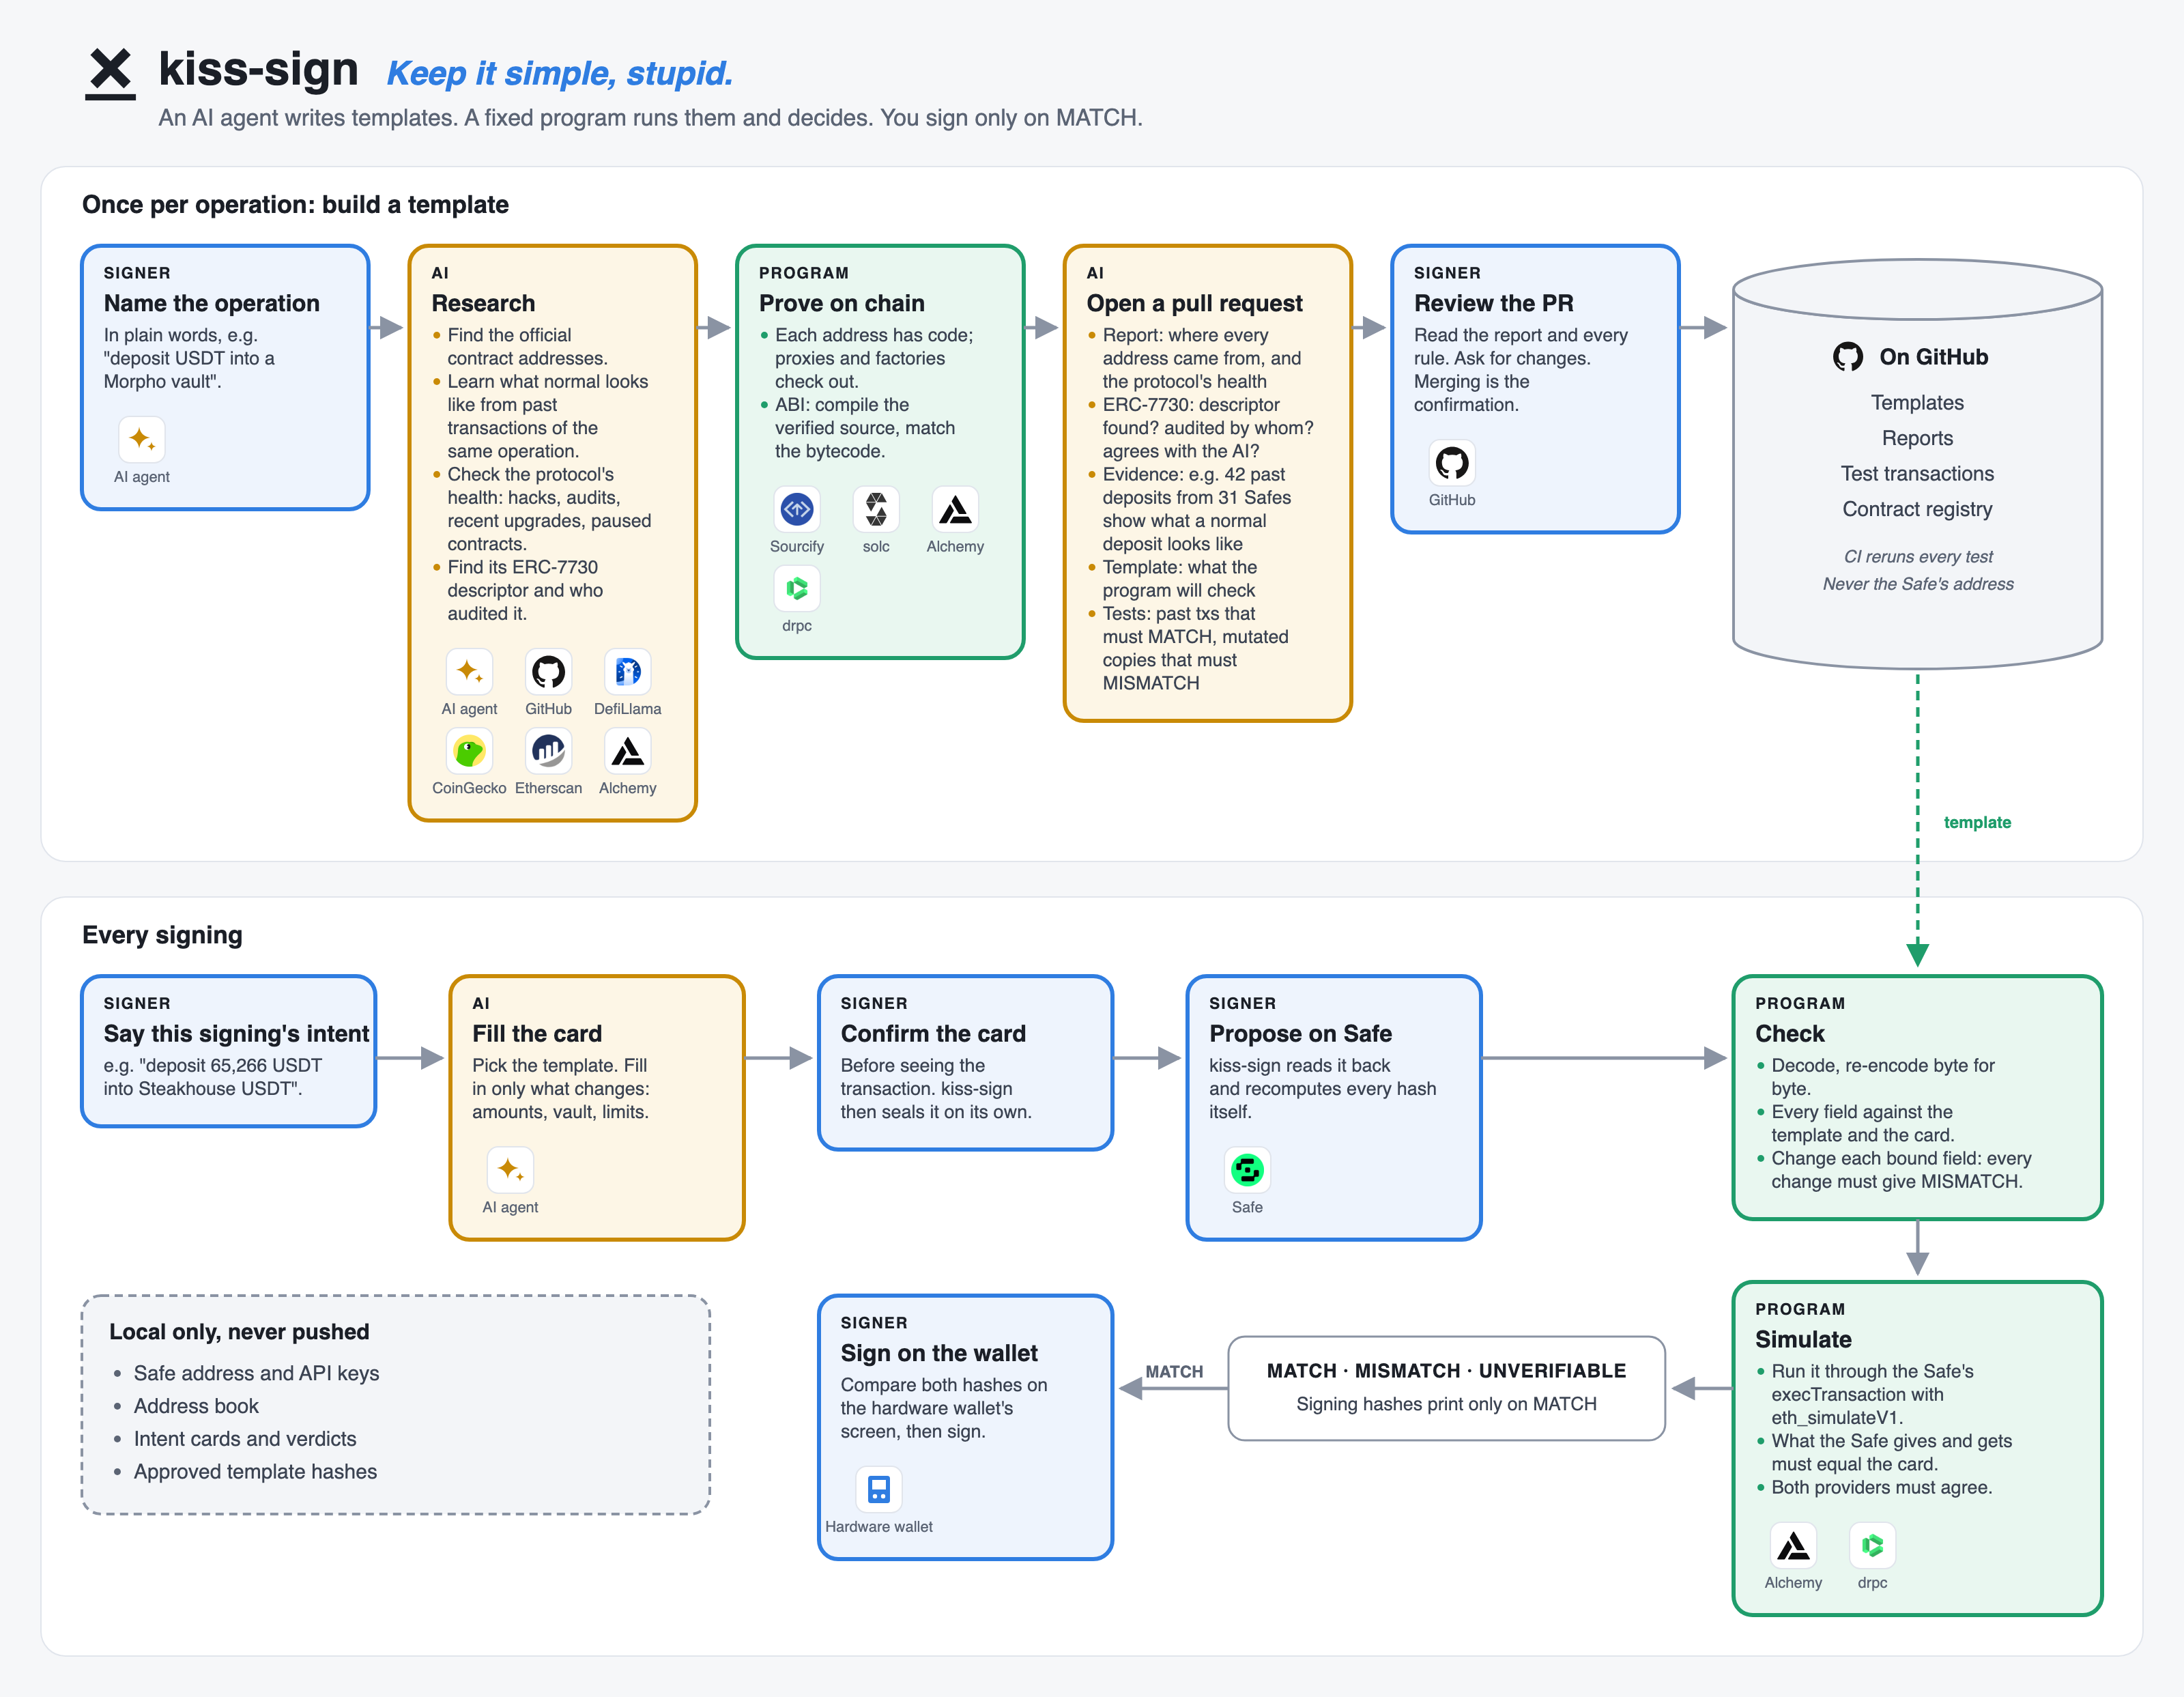 kiss-sign Keep it simple, stupid.
An AI agent writes templates. A fixed program runs them and decides. You sign only on MATCH.
Once per operation: build a template
SIGNER
Name the operation
In plain words, e.g.
"deposit USDT into a
Morpho vault".
AI agent
AI
Research
• Find the official
contract addresses.
• Learn what normal looks
like from past
transactions of the
same operation.
• Check the protocol's
health: hacks, audits,
recent upgrades, paused
contracts.
• Find its ERC-7730
descriptor and who
audited it.
AI agent GitHub DefiLlama
CoinGecko Etherscan Alchemy
PROGRAM
Prove on chain
• Each address has code;
proxies and factories
check out.
• ABI: compile the
verified source, match
the bytecode.
Sourcify solc Alchemy
drpc
AI
Open a pull request
• Report: where every
address came from, and
the protocol's health
• ERC-7730: descriptor
found? audited by whom?
agrees with the AI?
• Evidence: e.g. 42 past
deposits from 31 Safes
show what a normal
deposit looks like
• Template: what the
program will check
• Tests: past txs that
must MATCH, mutated
copies that must
MISMATCH
SIGNER
Review the PR
Read the report and every
rule. Ask for changes.
Merging is the
confirmation.
GitHub
On GitHub
Templates
Reports
Test transactions
Contract registry
CI reruns every test
Never the Safe's address
template
Every signing
SIGNER
Say this signing's intent
e.g. "deposit 65,266 USDT
into Steakhouse USDT".
AI
Fill the card
Pick the template. Fill
in only what changes:
amounts, vault, limits.
AI agent
SIGNER
Confirm the card
Before seeing the
transaction. kiss-sign
then seals it on its own.
SIGNER
Propose on Safe
kiss-sign reads it back
and recomputes every hash
itself.
Safe
PROGRAM
Check
• Decode, re-encode byte for
byte.
• Every field against the
template and the card.
• Change each bound field: every
change must give MISMATCH.
PROGRAM
Simulate
• Run it through the Safe's
execTransaction with
eth_simulateV1.
• What the Safe gives and gets
must equal the card.
• Both providers must agree.
Alchemy drpc
MATCH · MISMATCH · UNVERIFIABLE
Signing hashes print only on MATCH
MATCH
SIGNER
Sign on the wallet
Compare both hashes on
the hardware wallet's
screen, then sign.
Hardware wallet
Local only, never pushed
• Safe address and API keys
• Address book
• Intent cards and verdicts
• Approved template hashes